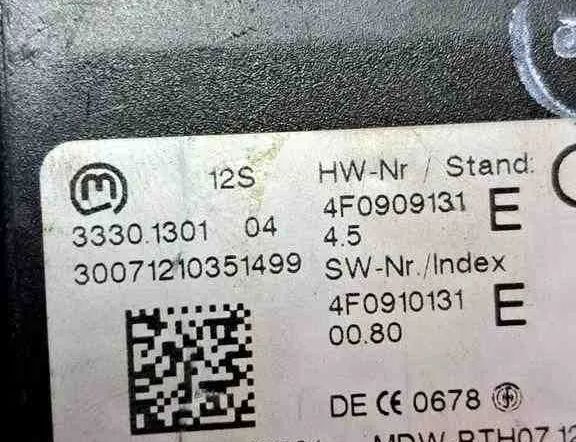 12S
3330.1301 04
30071210351499
HW-Nr / Stand:
4F0909131 E
4.5
SW-Nr./Index
4F0910131 E
00.80
DE CE 0678